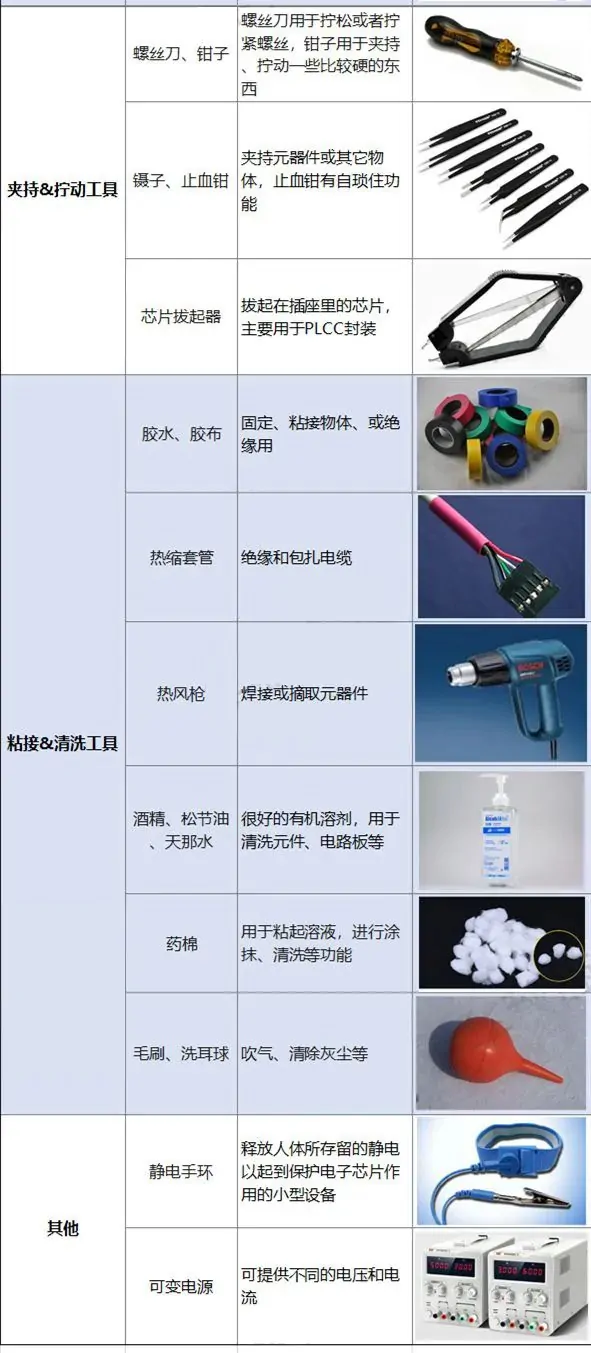 螺丝刀、钳子
螺丝刀用于拧松或者拧
紧螺丝，钳子用于夹持
、拧动一些比较硬的东
西
夹持&拧动工具
镊子、止血钳
夹持元器件或其它物
体，止血钳有自琐住功
能
芯片拔起器
拔起在插座里的芯片，
主要用于PLCC封装
粘接&清洗工具
胶水、胶布
固定、粘接物体、或绝
缘用
热缩套管
绝缘和包扎电缆
热风枪
焊接或摘取元器件
BOSCH
酒精、松节油
、天那水
很好的有机溶剂，用于
清洗元件、电路板等
药棉
用于粘起溶液，进行涂
抹、清洗等功能
毛刷、洗耳球
吹气、清除灰尘等
其他
静电手环
释放人体所存留的静电
以起到保护电子芯片作
用的小型设备
可变电源
可提供不同的电压和电
流